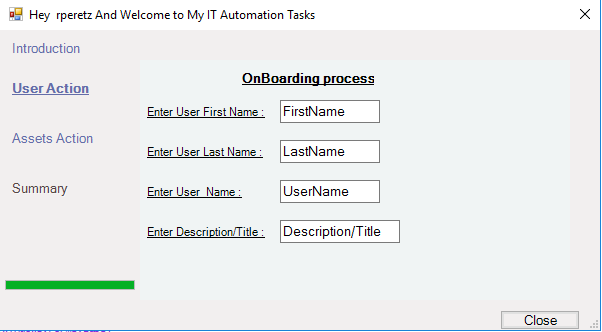 Hey rperetz And Welcome to My IT Automation Tasks
Introduction
User Action
Assets Action
Summary
OnBoarding process
Enter User First Name : FirstName
Enter User Last Name : LastName
Enter User Name : UserName
Enter Description/Title : Description/Title
Close